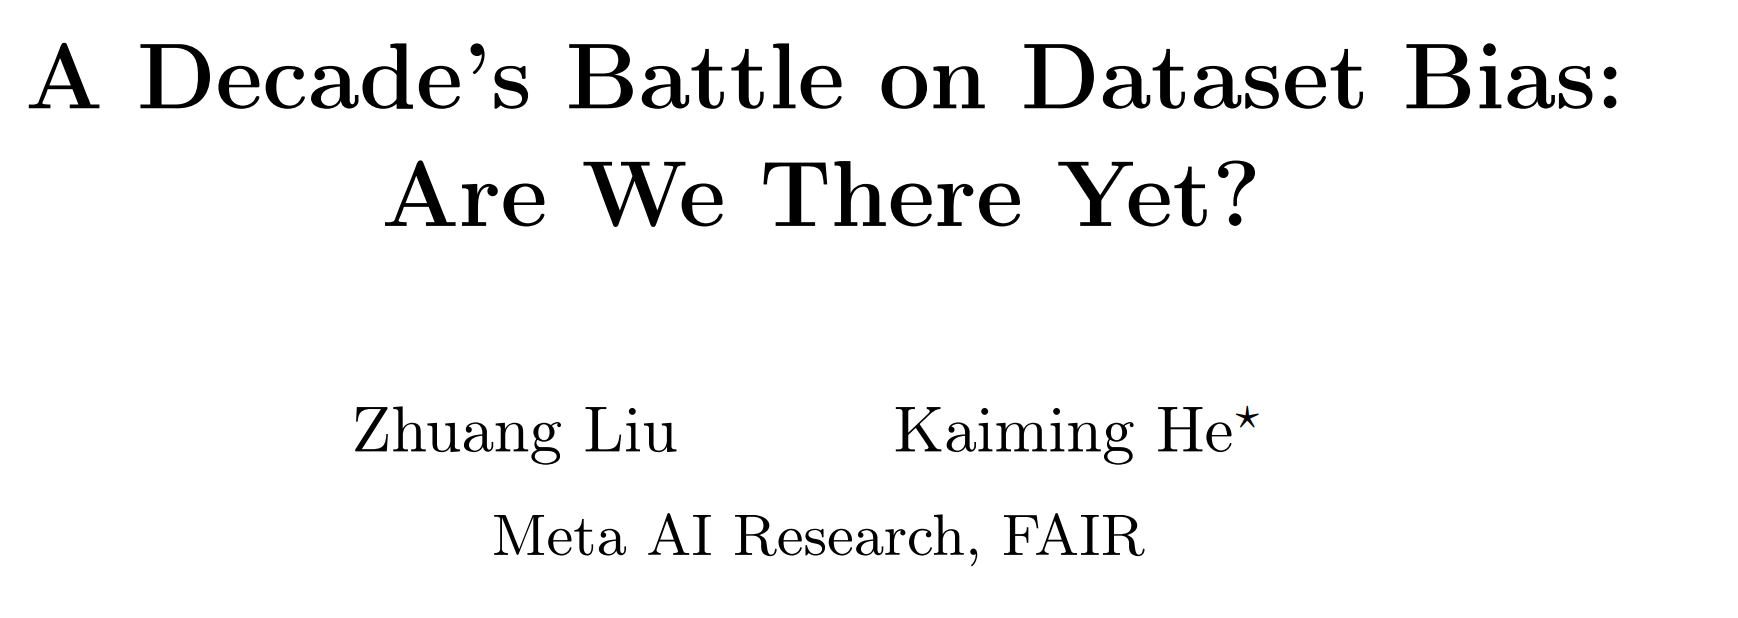 A Decade’s Battle on Dataset Bias:
Are We There Yet?
Zhuang Liu Kaiming He⋆
Meta AI Research, FAIR